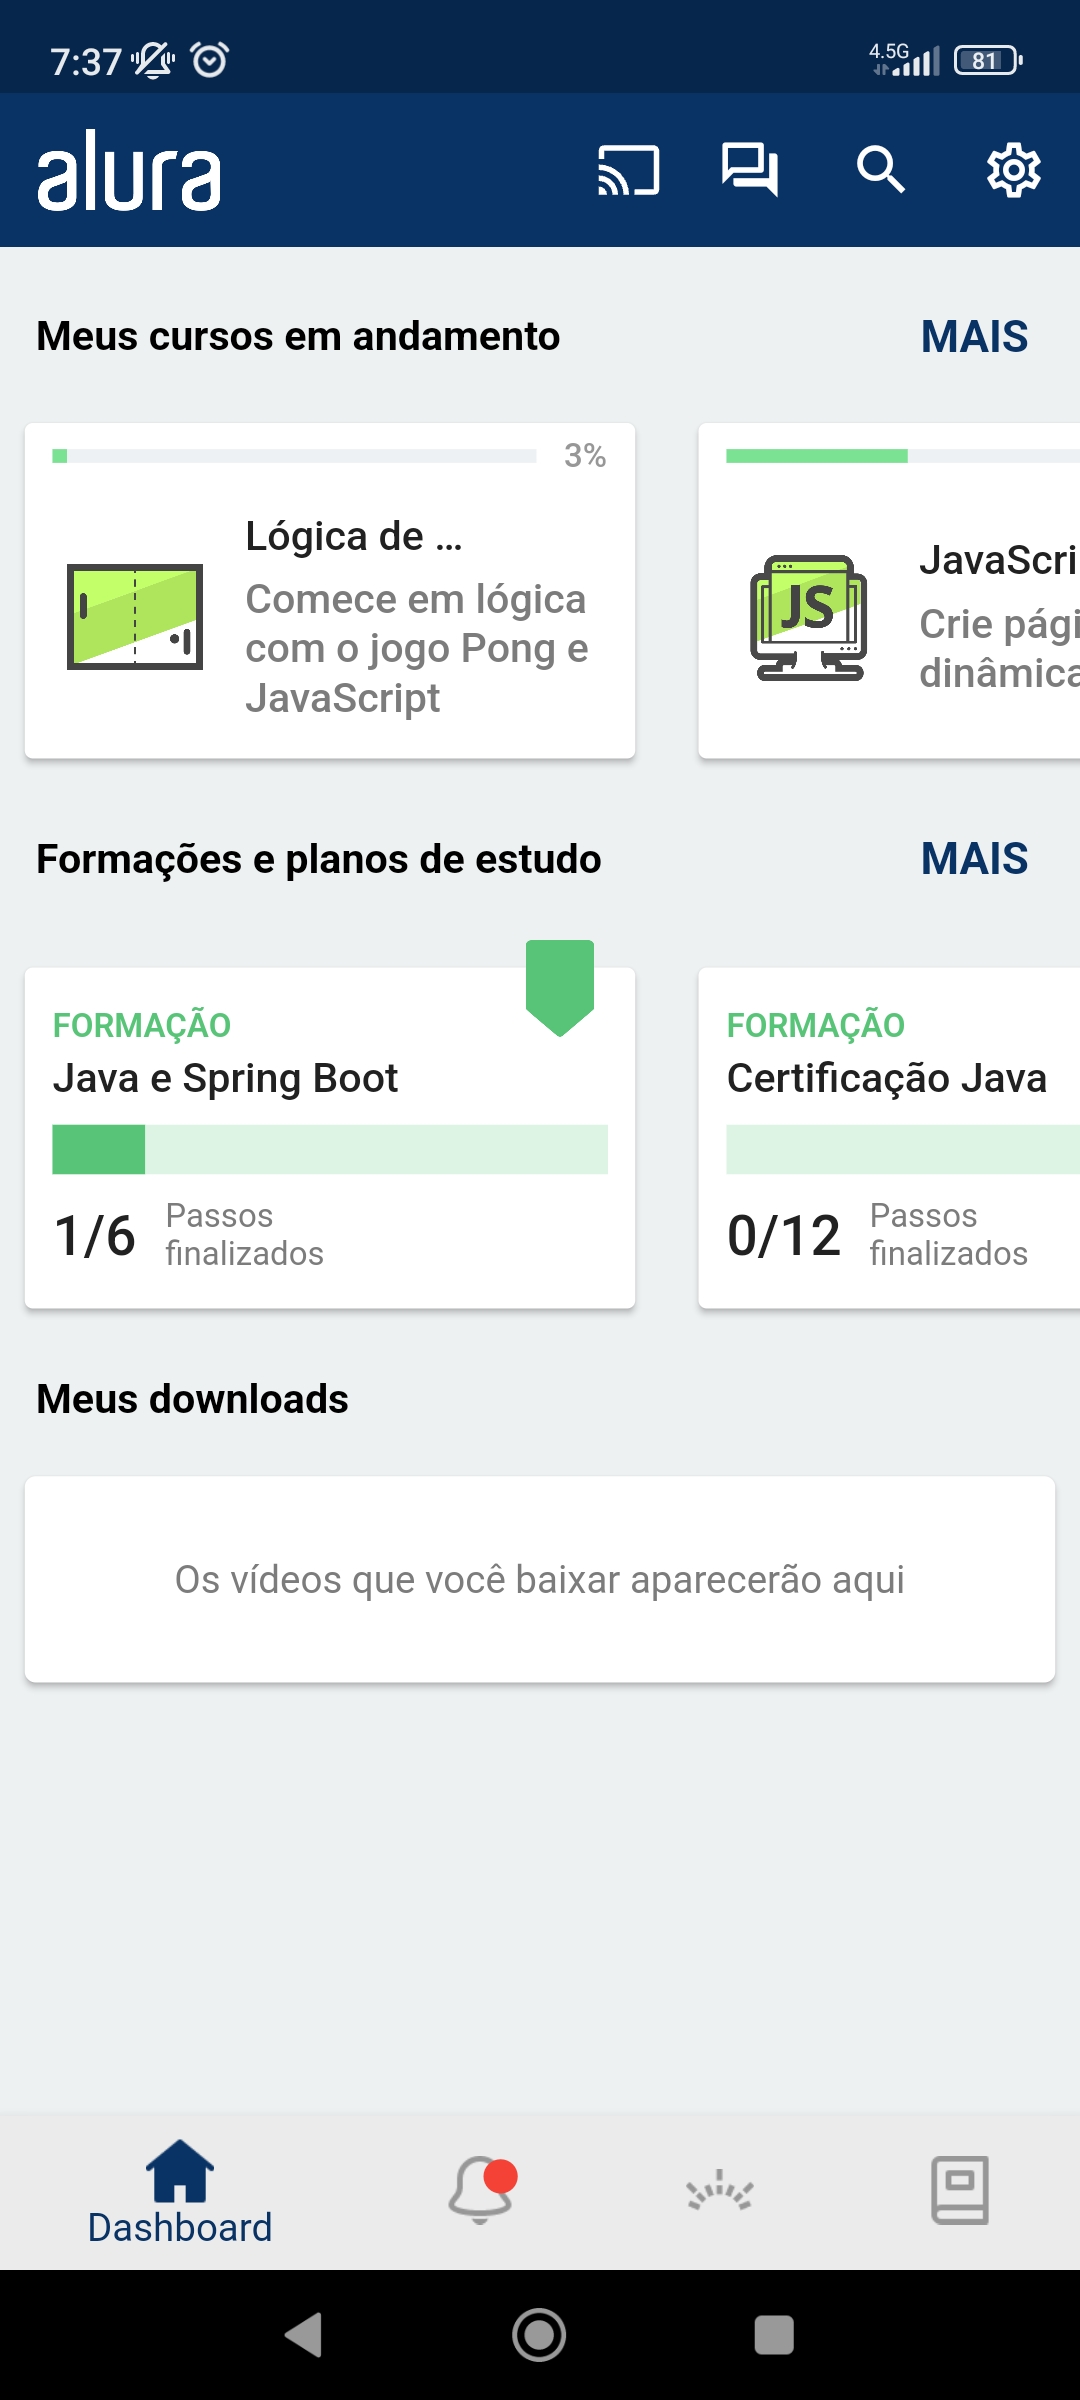 7:37
4.5G
81
alura
Meus cursos em andamento
MAIS
3%
Lógica de ...
Comece em lógica
com o jogo Pong e
JavaScript
JS
JavaScri
Crie pági
dinâmica
Formações e planos de estudo
MAIS
FORMAÇÃO
Java e Spring Boot
1/6
Passos
finalizados
FORMAÇÃO
Certificação Java
0/12
Passos
finalizados
Meus downloads
Os vídeos que você baixar aparecerão aqui
Dashboard